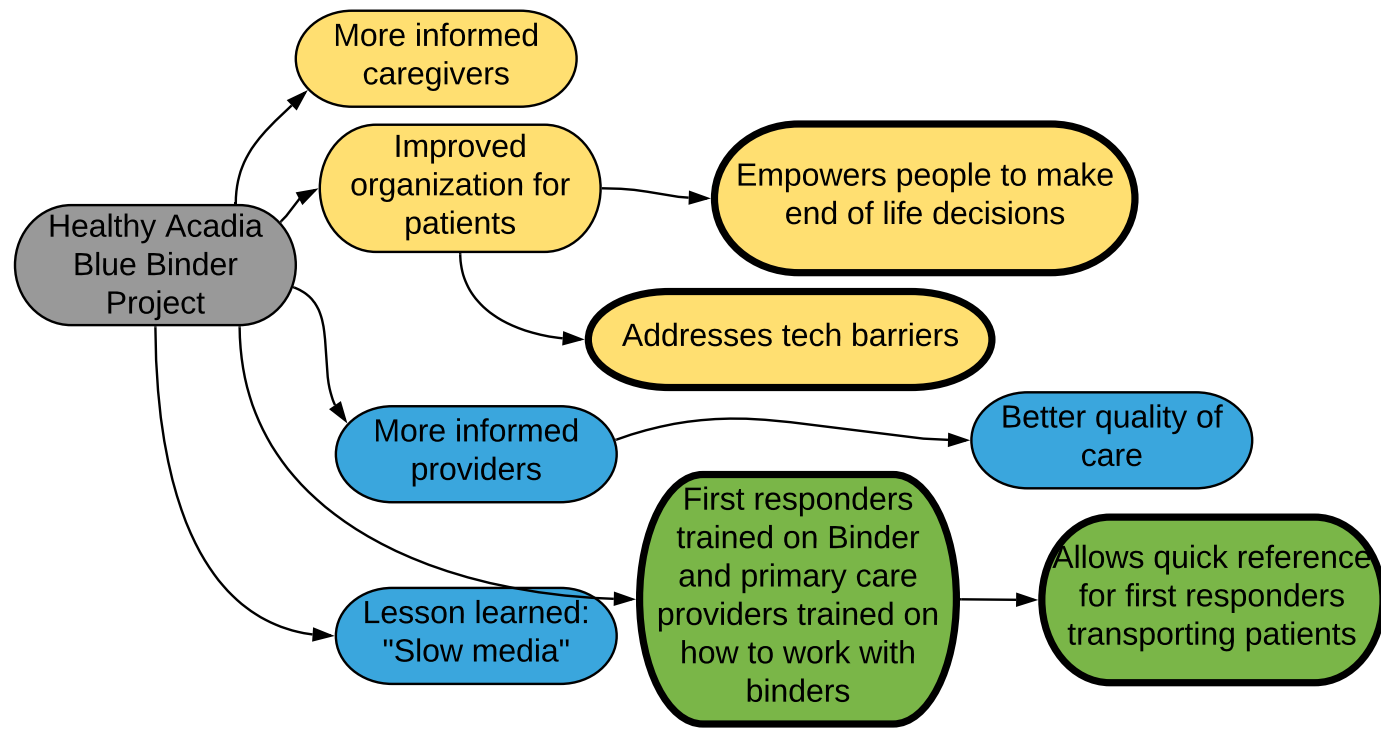 More informed
caregivers
Improved
organization for
patients
Empowers people to make
end of life decisions
Healthy Acadia
Blue Binder
Project
Addresses tech barriers
More informed
providers
Better quality of
care
First responders
trained on Binder
and primary care
providers trained on
how to work with
binders
Allows quick reference
for first responders
transporting patients
Lesson learned:
"Slow media"